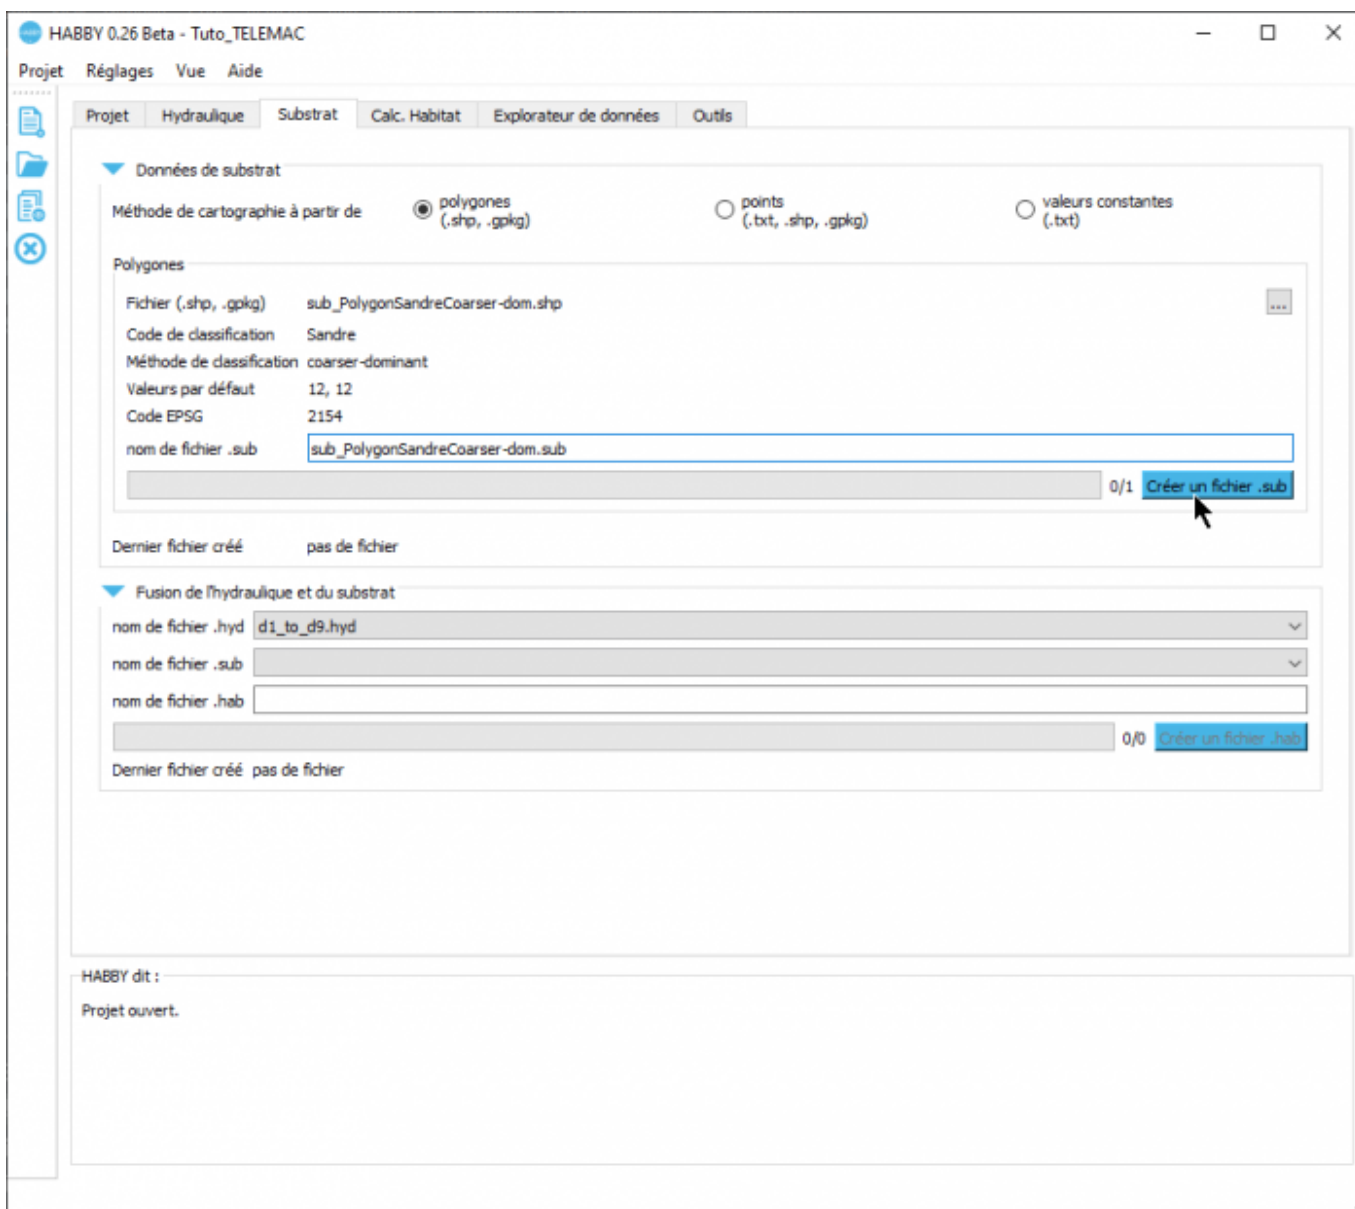 HABBY 0.26 Beta - Tuto_TELEMAC
Projet Réglages Vue Aide
Projet Hydraulique Substrat Calc. Habitat Explorateur de données Outils
Données de substrat
Méthode de cartographie à partir de
polygones
(.shp, .gpkg)
points
(.txt, .shp, .gpkg)
valeurs constantes
(.txt)
Polygones
Fichier (.shp, .gpkg) sub_PolygonSandreCoarser-dom.shp ...
Code de classification Sandre
Méthode de classification coarser-dominant
Valeurs par défaut 12, 12
Code EPSG 2154
nom de fichier .sub sub_PolygonSandreCoarser-dom.sub
0/1 Créer un fichier .sub
Dernier fichier créé pas de fichier
Fusion de l'hydraulique et du substrat
nom de fichier .hyd d1_to_d9.hyd
nom de fichier .sub
nom de fichier .hab
0/0 Créer un fichier .hab
Dernier fichier créé pas de fichier
HABBY dit :
Projet ouvert.